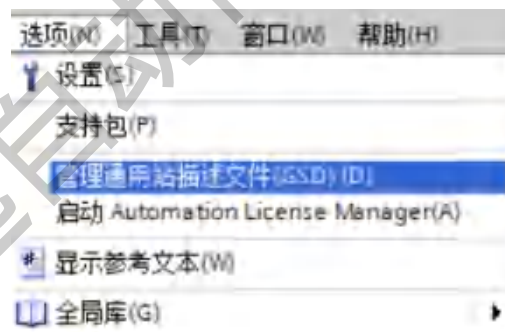 选项(N) 工具(T) 窗口(W) 帮助(H)
设置(S)
支持包(P)
管理通用站描述文件(GSD) (D)
启动 Automation License Manager(A)
显示参考文本(W)
全局库(G)